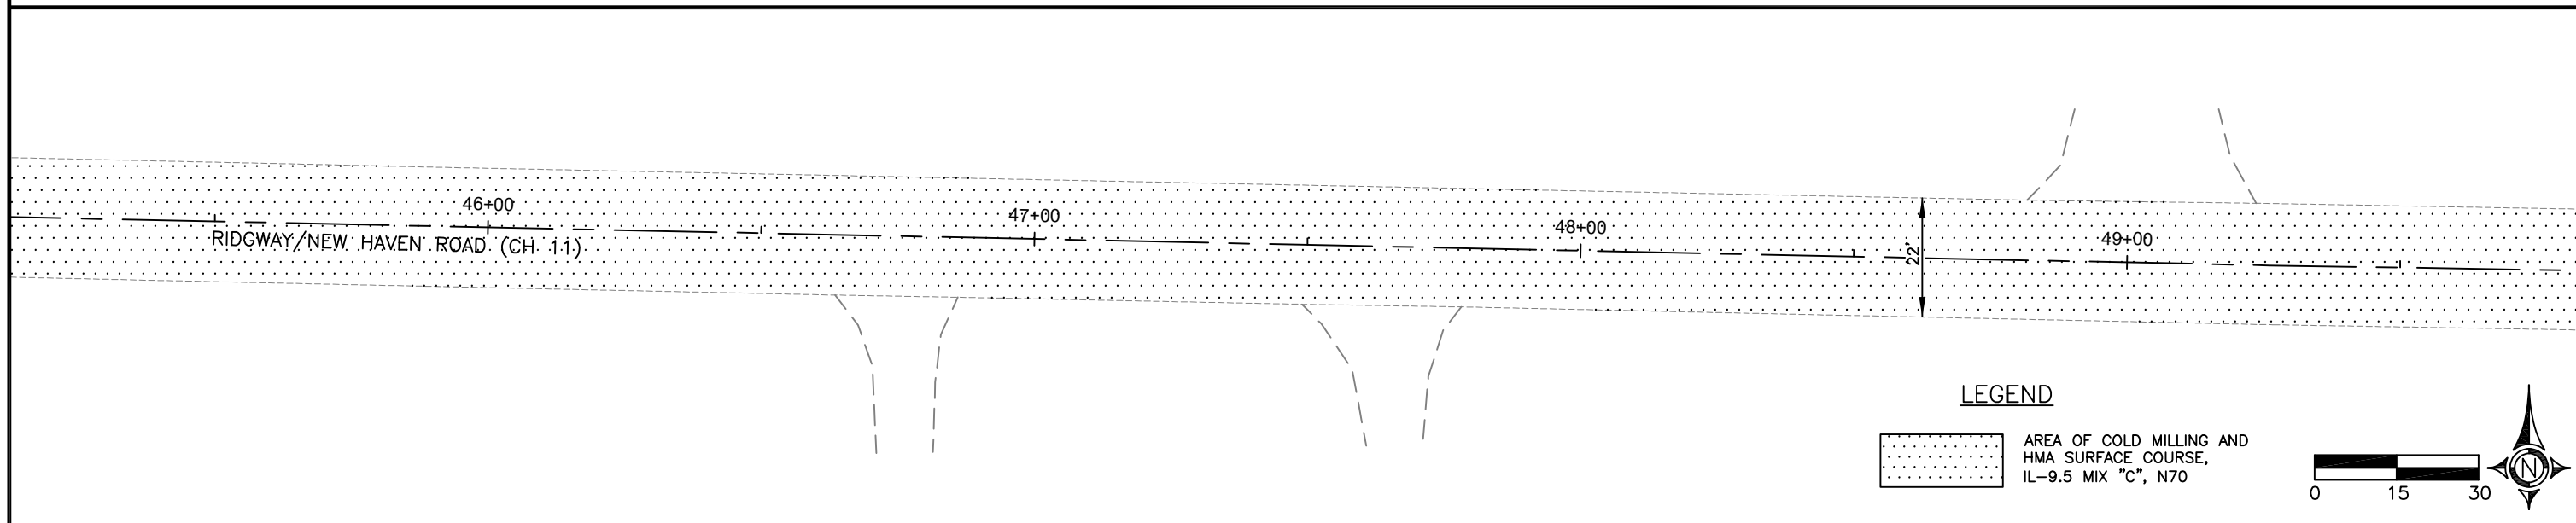 46+00
47+00
48+00
49+00
RIDGWAY/NEW HAVEN ROAD (CH 11)
22'
LEGEND
AREA OF COLD MILLING AND
HMA SURFACE COURSE,
IL-9.5 MIX "C", N70
0 15 30
N